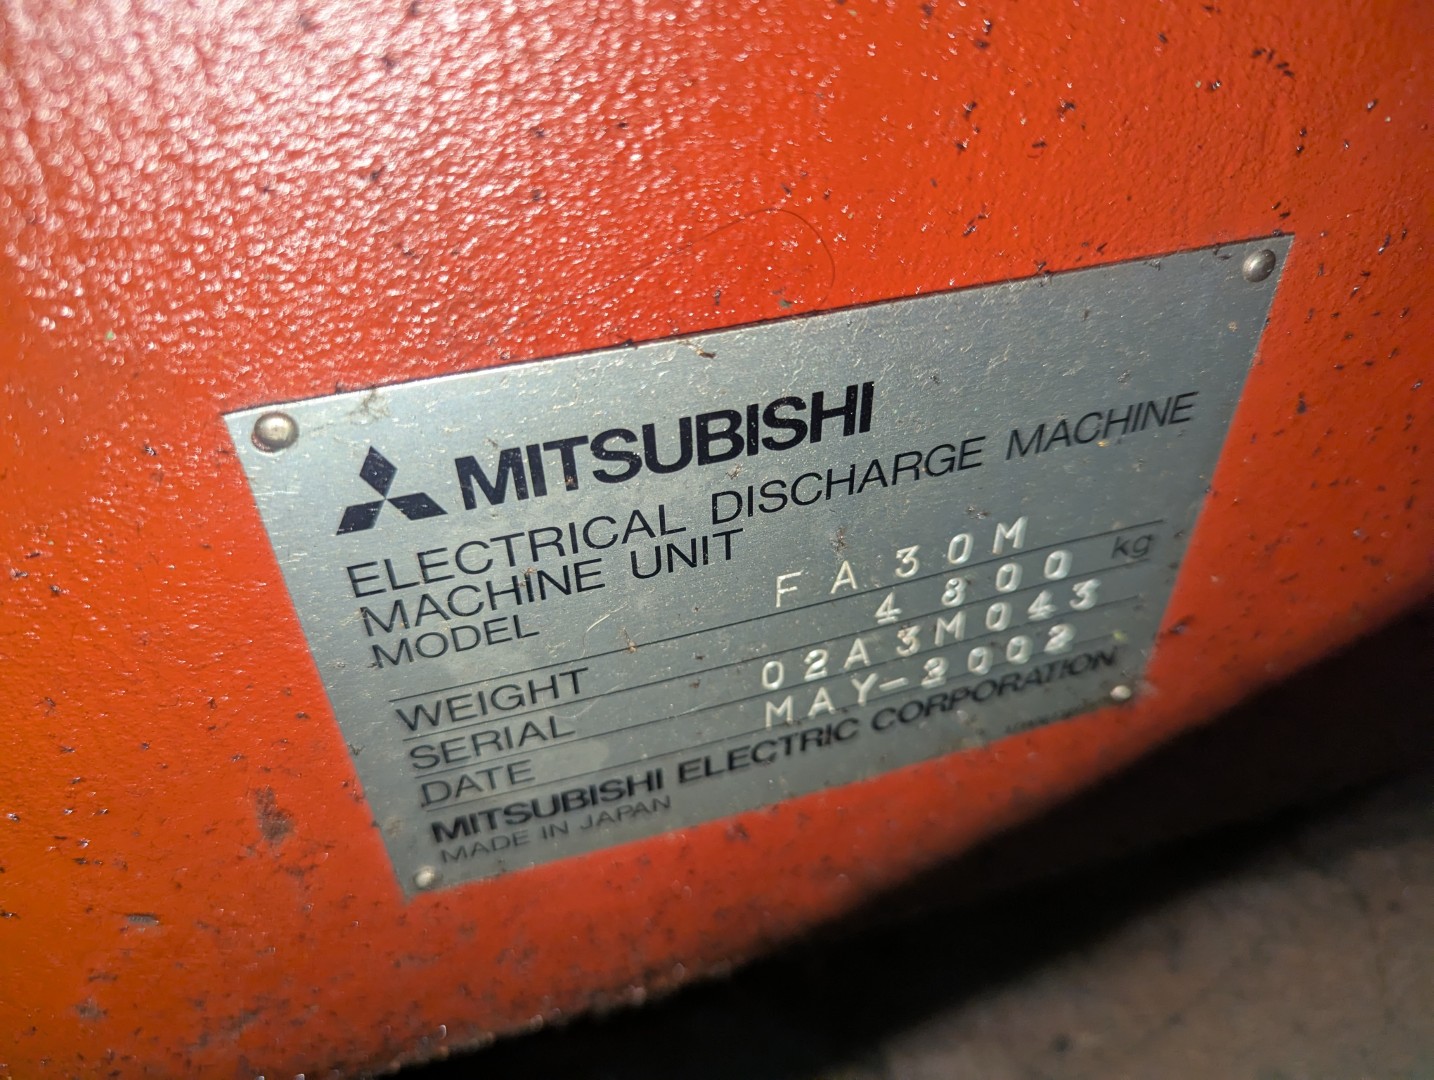 MITSUBISHI
ELECTRICAL DISCHARGE MACHINE
MACHINE UNIT
MODEL FA30M
WEIGHT 4800 kg
SERIAL 02A3M043
DATE MAY-2002
MITSUBISHI ELECTRIC CORPORATION
MADE IN JAPAN